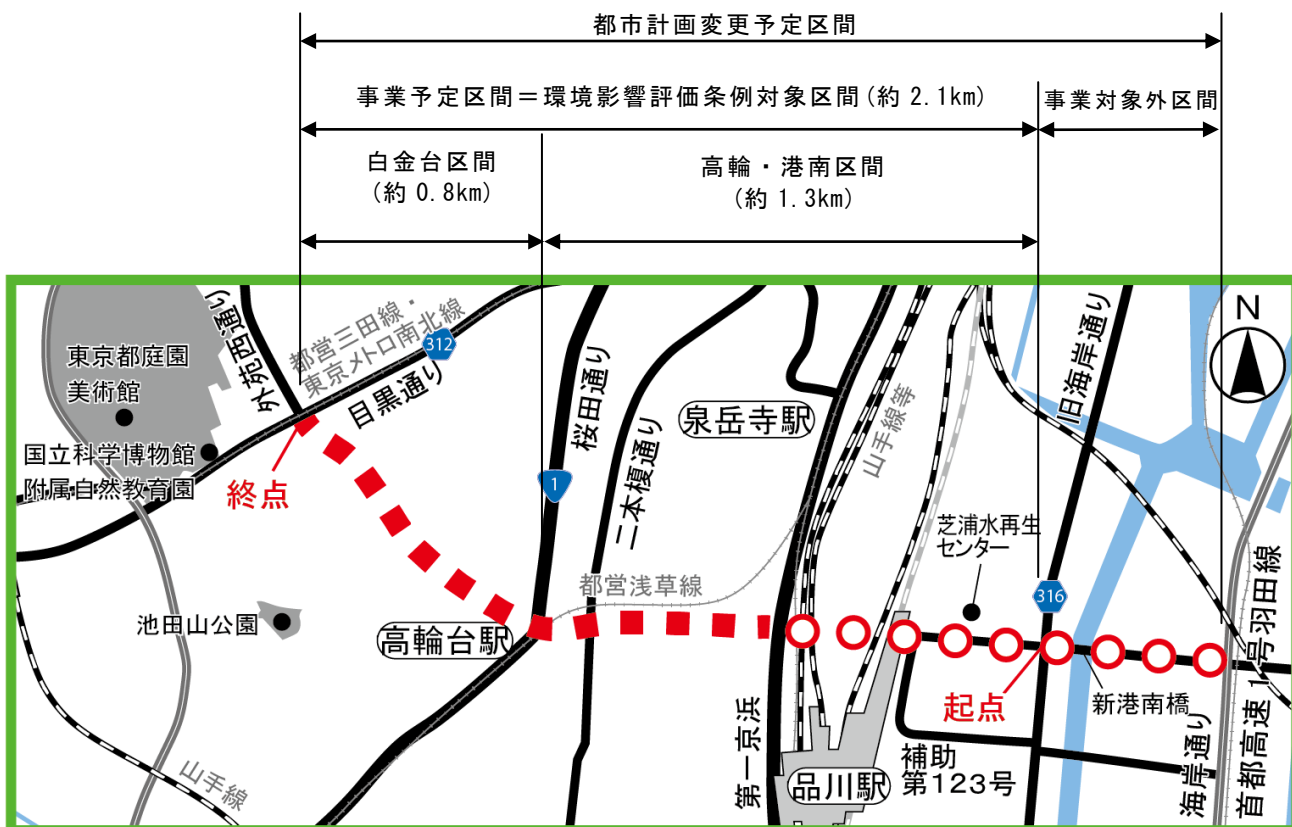 都市計画変更予定区間
事業予定区間＝環境影響評価条例対象区間(約 2.1km)
事業対象外区間
白金台区間
(約 0.8km)
高輪・港南区間
(約 1.3km)
外苑西通り
都営三田線・
東京メトロ南北線
312
目黒通り
東京都庭園
美術館
国立科学博物館
附属自然教育園
終点
池田山公園
山手線
高輪台駅
桜田通り
1
二本榎通り
都営浅草線
泉岳寺駅
山手線等
第一京浜
品川駅
芝浦水再生
センター
旧海岸通り
316
起点
新港南橋
補助
第123号
海岸通り
首都高速 1号羽田線
N